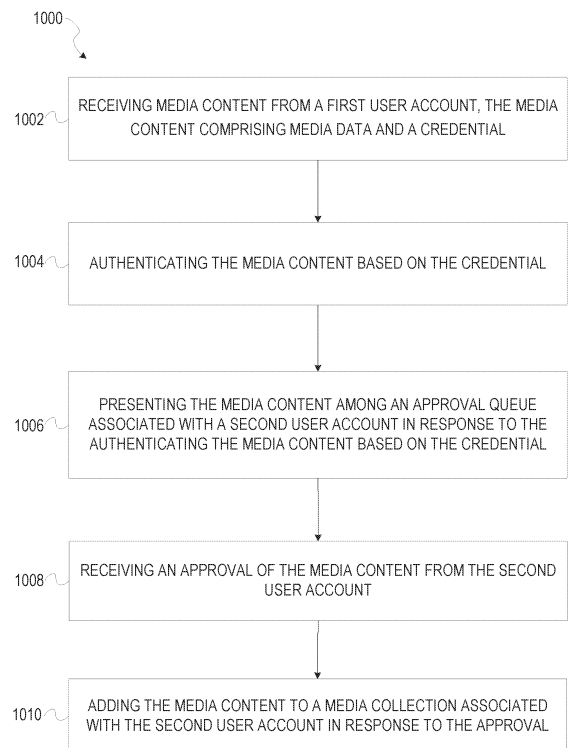 1000
1002
RECEIVING MEDIA CONTENT FROM A FIRST USER ACCOUNT, THE MEDIA
CONTENT COMPRISING MEDIA DATA AND A CREDENTIAL
1004
AUTHENTICATING THE MEDIA CONTENT BASED ON THE CREDENTIAL
1006
PRESENTING THE MEDIA CONTENT AMONG AN APPROVAL QUEUE
ASSOCIATED WITH A SECOND USER ACCOUNT IN RESPONSE TO THE
AUTHENTICATING THE MEDIA CONTENT BASED ON THE CREDENTIAL
1008
RECEIVING AN APPROVAL OF THE MEDIA CONTENT FROM THE SECOND
USER ACCOUNT
1010
ADDING THE MEDIA CONTENT TO A MEDIA COLLECTION ASSOCIATED
WITH THE SECOND USER ACCOUNT IN RESPONSE TO THE APPROVAL